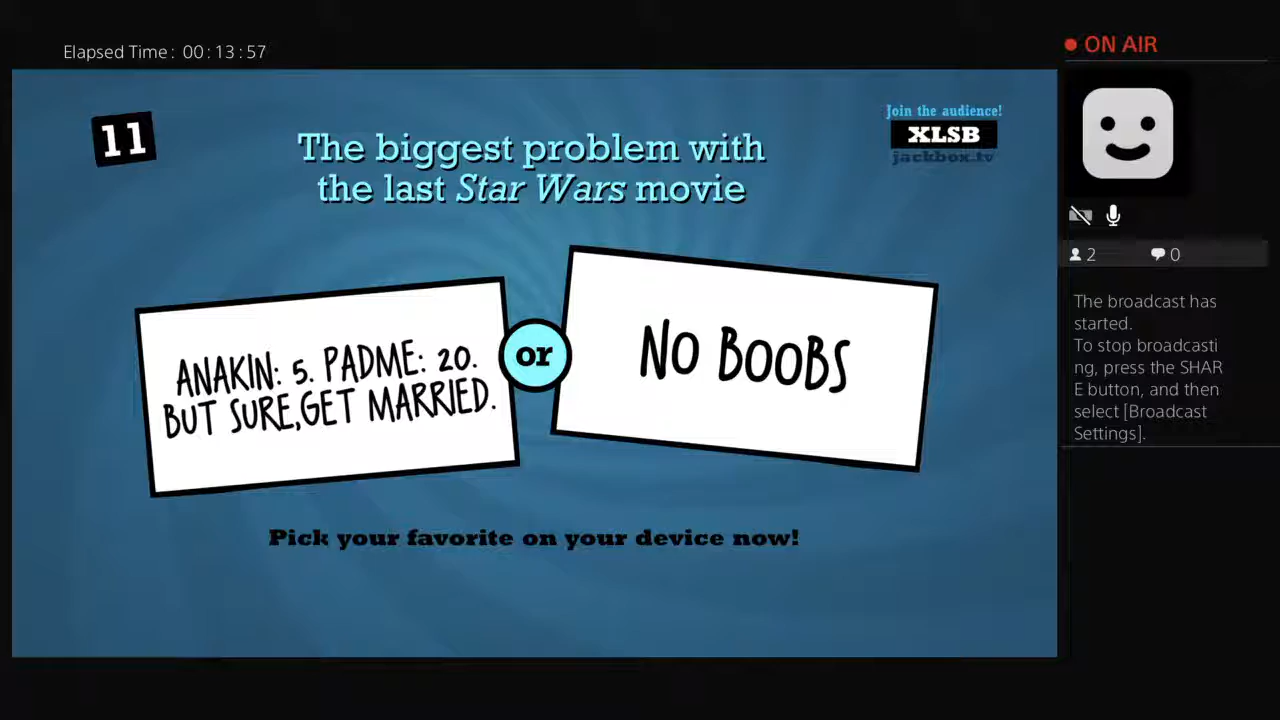 Elapsed Time: 00:13:57
ON AIR
11
The biggest problem with
the last Star Wars movie
Join the audience!
XLSB
jackbox.tv
ANAKIN: 5. PADME: 20.
BUT SURE,GET MARRIED.
or
NO BOOBS
Pick your favorite on your device now!
2
0
The broadcast has
started.
To stop broadcasti
ng, press the SHAR
E button, and then
select [Broadcast
Settings].